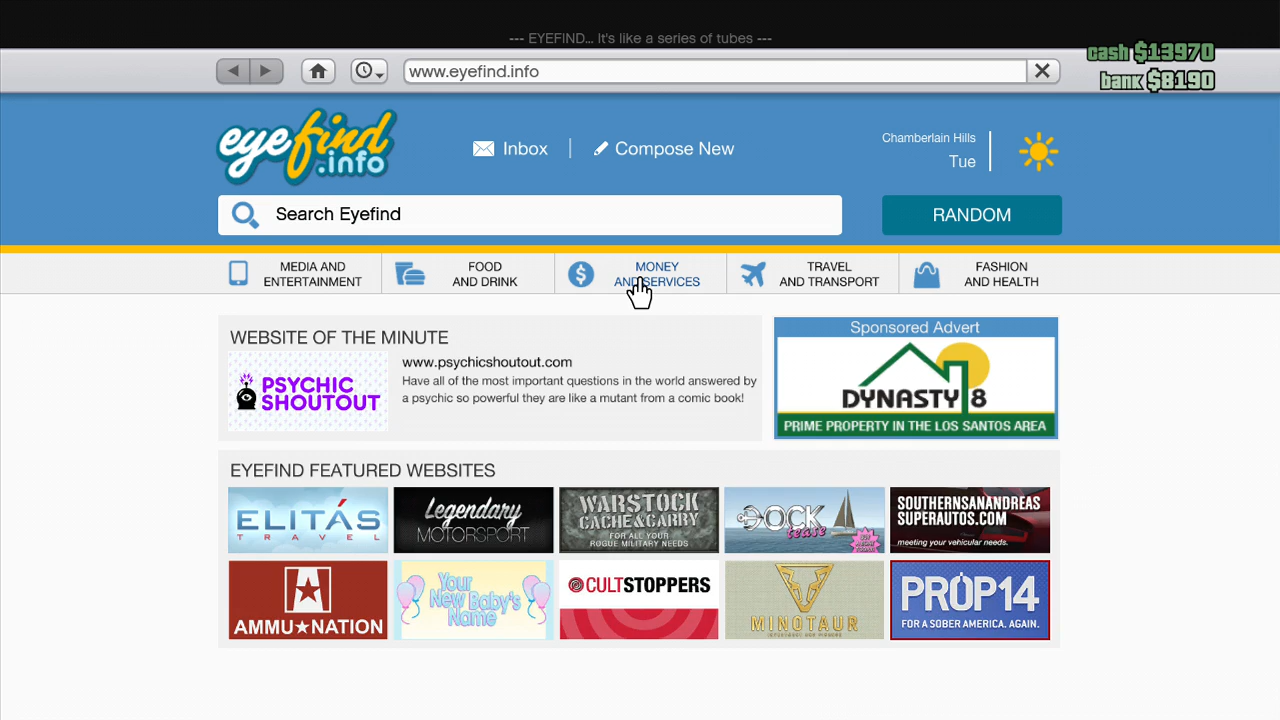 --- EYEFIND... It's like a series of tubes ---
cash $13970
bank $8190
www.eyefind.info
eyefind
.info
Inbox
Compose New
Chamberlain Hills
Tue
Search Eyefind
RANDOM
MEDIA AND
ENTERTAINMENT
FOOD
AND DRINK
MONEY
AND SERVICES
TRAVEL
AND TRANSPORT
FASHION
AND HEALTH
WEBSITE OF THE MINUTE
PSYCHIC
SHOUTOUT
www.psychicshoutout.com
Have all of the most important questions in the world answered by
a psychic so powerful they are like a mutant from a comic book!
Sponsored Advert
DYNASTY 8
PRIME PROPERTY IN THE LOS SANTOS AREA
EYEFIND FEATURED WEBSITES
ELITÁS
TRAVEL
Legendary
MOTORSPORT
WARSTOCK
CACHE&CARRY
FOR ALL YOUR
ROGUE MILITARY NEEDS
DOCK
tease
SOUTHERNSANANDREAS
SUPERAUTOS.COM
meeting your vehicular needs.
AMMU★NATION
Your
New Baby's
Name
CULTSTOPPERS
MINOTAUR
PROP14
FOR A SOBER AMERICA. AGAIN.